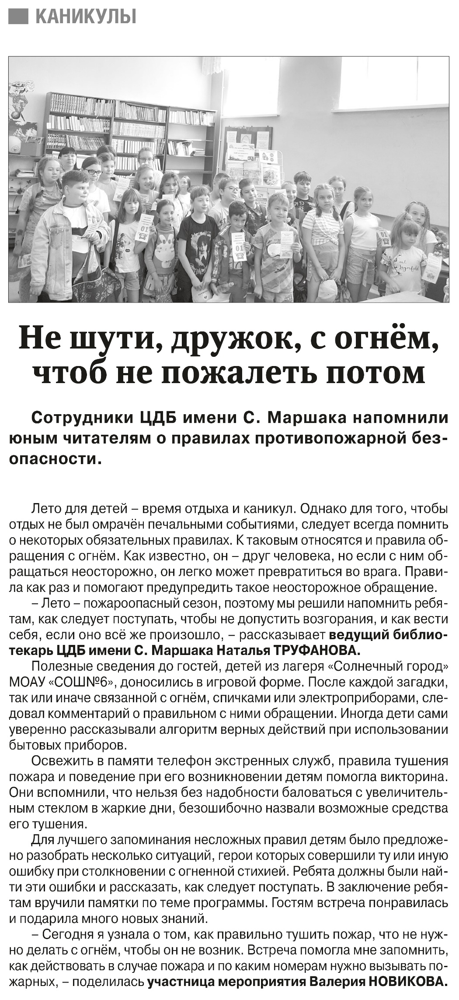 КАНИКУЛЫ
01
01
Не шути, дружок, с огнём,
чтоб не пожалеть потом
Сотрудники ЦДБ имени С. Маршака напомнили
юным читателям о правилах противопожарной без-
опасности.
Лето для детей – время отдыха и каникул. Однако для того, чтобы
отдых не был омрачён печальными событиями, следует всегда помнить
о некоторых обязательных правилах. К таковым относятся и правила об-
ращения с огнём. Как известно, он – друг человека, но если с ним об-
ращаться неосторожно, он легко может превратиться во врага. Прави-
ла как раз и помогают предупредить такое неосторожное обращение.
– Лето – пожароопасный сезон, поэтому мы решили напомнить ребя-
там, как следует поступать, чтобы не допустить возгорания, и как вести
себя, если оно всё же произошло, – рассказывает ведущий библио-
текарь ЦДБ имени С. Маршака Наталья ТРУФАНОВА.
Полезные сведения до гостей, детей из лагеря «Солнечный город»
МОАУ «СОШ№6», доносились в игровой форме. После каждой загадки,
так или иначе связанной с огнём, спичками или электроприборами, сле-
довал комментарий о правильном с ними обращении. Иногда дети сами
уверенно рассказывали алгоритм верных действий при использовании
бытовых приборов.
Освежить в памяти телефон экстренных служб, правила тушения
пожара и поведение при его возникновении детям помогла викторина.
Они вспомнили, что нельзя без надобности баловаться с увеличитель-
ным стеклом в жаркие дни, безошибочно назвали возможные средства
его тушения.
Для лучшего запоминания несложных правил детям было предложе-
но разобрать несколько ситуаций, герои которых совершили ту или иную
ошибку при столкновении с огненной стихией. Ребята должны были най-
ти эти ошибки и рассказать, как следует поступать. В заключение ребя-
там вручили памятки по теме программы. Гостям встреча понравилась
и подарила много новых знаний.
– Сегодня я узнала о том, как правильно тушить пожар, что не нуж-
но делать с огнём, чтобы он не возник. Встреча помогла мне запомнить,
как действовать в случае пожара и по каким номерам нужно вызывать по-
жарных, – поделилась участница мероприятия Валерия НОВИКОВА.